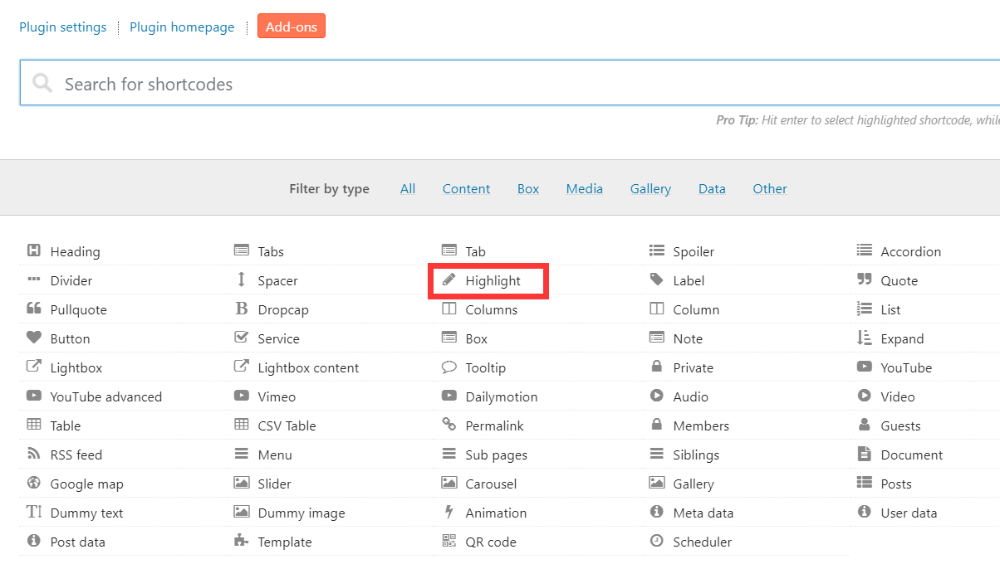 Plugin settings Plugin homepage Add-ons
Search for shortcodes
Pro Tip: Hit enter to select highlighted shortcode, while
Filter by type All Content Box Media Gallery Data Other
Heading Tabs Tab Spoiler Accordion
Divider Spacer Highlight Label Quote
Pullquote Dropcap Columns Column List
Button Service Box Note Expand
Lightbox Lightbox content Tooltip Private YouTube
YouTube advanced Vimeo Dailymotion Audio Video
Table CSV Table Permalink Members Guests
RSS feed Menu Sub pages Siblings Document
Google map Slider Carousel Gallery Posts
Dummy text Dummy image Animation Meta data User data
Post data Template QR code Scheduler